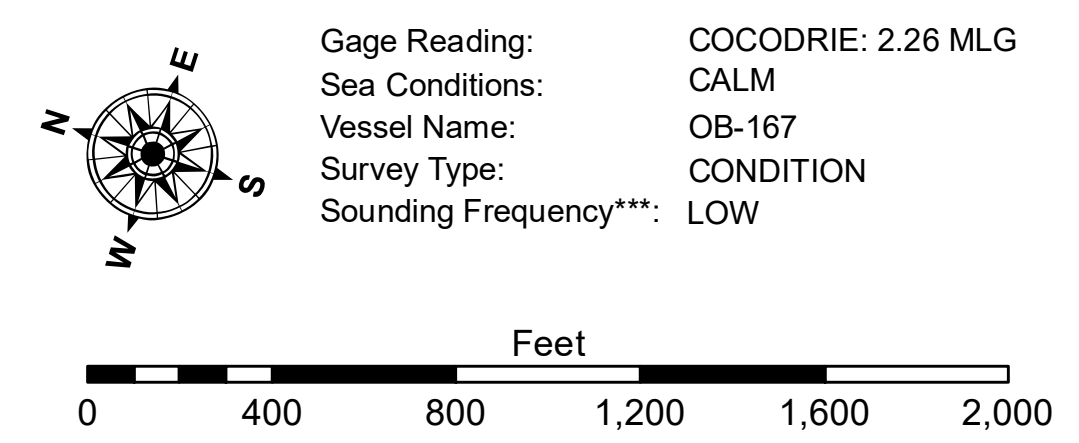 E
N
S
W
Gage Reading: COCODRIE: 2.26 MLG
Sea Conditions: CALM
Vessel Name: OB-167
Survey Type: CONDITION
Sounding Frequency***: LOW
Feet
0 400 800 1,200 1,600 2,000